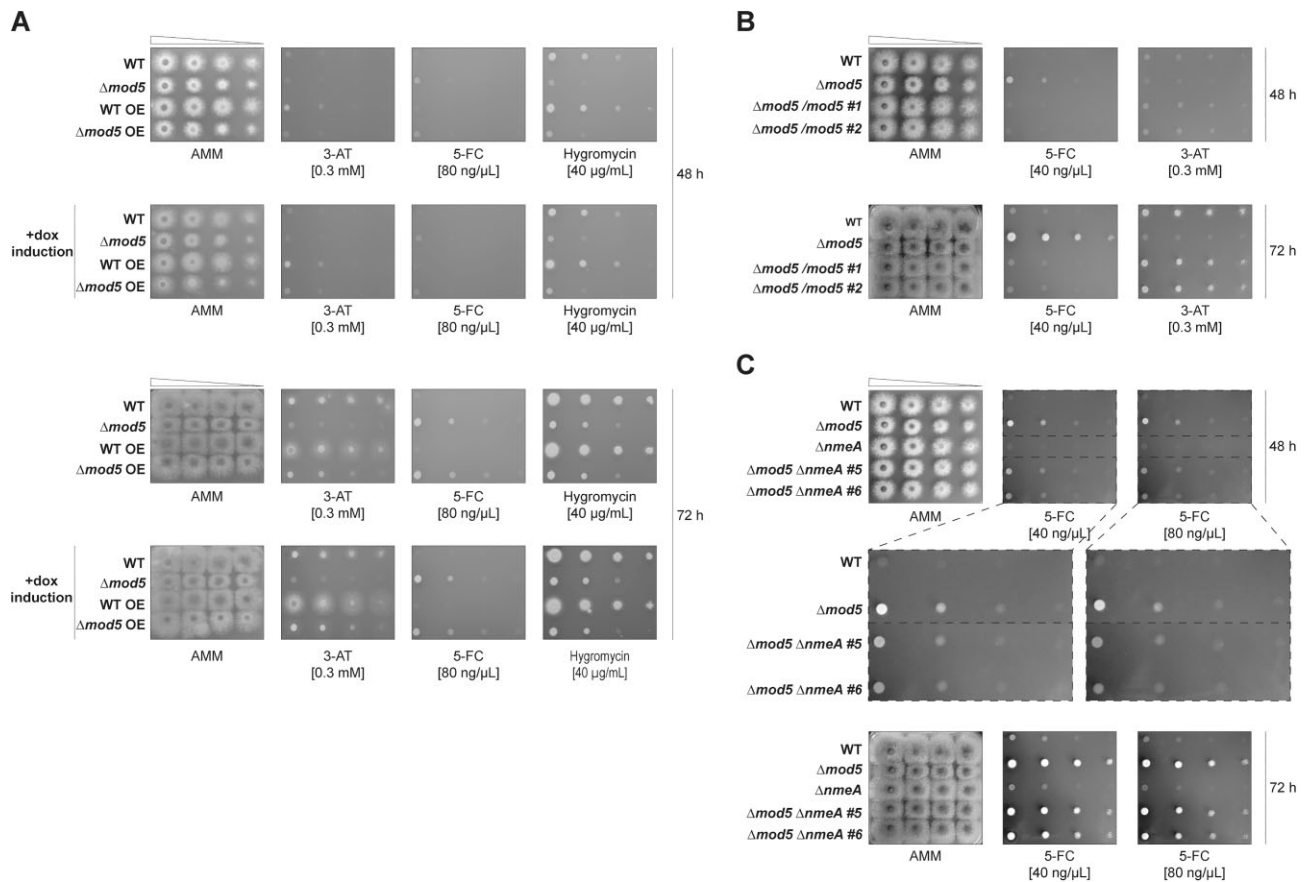 A
WT
Δmod5
WT OE
Δmod5 OE
AMM
3-AT
[0.3 mM]
5-FC
[80 ng/µL]
Hygromycin
[40 µg/mL]
48 h
+dox
induction
WT
Δmod5
WT OE
Δmod5 OE
AMM
3-AT
[0.3 mM]
5-FC
[80 ng/µL]
Hygromycin
[40 µg/mL]
WT
Δmod5
WT OE
Δmod5 OE
AMM
3-AT
[0.3 mM]
5-FC
[80 ng/µL]
Hygromycin
[40 µg/mL]
72 h
+dox
induction
WT
Δmod5
WT OE
Δmod5 OE
AMM
3-AT
[0.3 mM]
5-FC
[80 ng/µL]
Hygromycin
[40 µg/mL]
B
WT
Δmod5
Δmod5 /mod5 #1
Δmod5 /mod5 #2
AMM
5-FC
[40 ng/µL]
3-AT
[0.3 mM]
48 h
WT
Δmod5
Δmod5 /mod5 #1
Δmod5 /mod5 #2
AMM
5-FC
[40 ng/µL]
3-AT
[0.3 mM]
72 h
C
WT
Δmod5
ΔnmeA
Δmod5 ΔnmeA #5
Δmod5 ΔnmeA #6
AMM
5-FC
[40 ng/µL]
5-FC
[80 ng/µL]
48 h
WT
Δmod5
Δmod5 ΔnmeA #5
Δmod5 ΔnmeA #6
WT
Δmod5
ΔnmeA
Δmod5 ΔnmeA #5
Δmod5 ΔnmeA #6
AMM
5-FC
[40 ng/µL]
5-FC
[80 ng/µL]
72 h